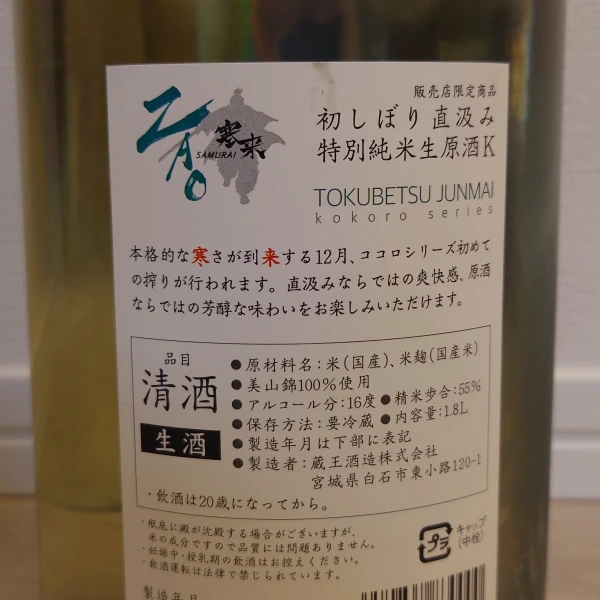 販売店限定商品
ZAO
SAMURAI
寒来
初しぼり直汲み
特別純米生原酒K
TOKUBETSU JUNMAI
kokoro series
本格的な寒さが到来する12月、ココロシリーズ初めて
の搾りが行われます。直汲みならではの爽快感、原酒
ならではの芳醇な味わいをお楽しみいただけます。
品目
清酒
生酒
●原材料名：米(国産)、米麹(国産米)
●美山錦100%使用
●アルコール分：16度 ●精米歩合：55%
●保存方法：要冷蔵 ●内容量：1.8L
●製造年月は下部に表記
●製造者：蔵王酒造株式会社
宮城県白石市東小路120-1
・飲酒は20歳になってから。
・瓶底に澱が沈殿する場合がございますが、
米の成分ですので品質には問題ありません。
・妊娠中・授乳期の飲酒はお控えください。
・飲酒運転は法律で禁じられています。
プラ
キャップ
(中栓)
製造年月